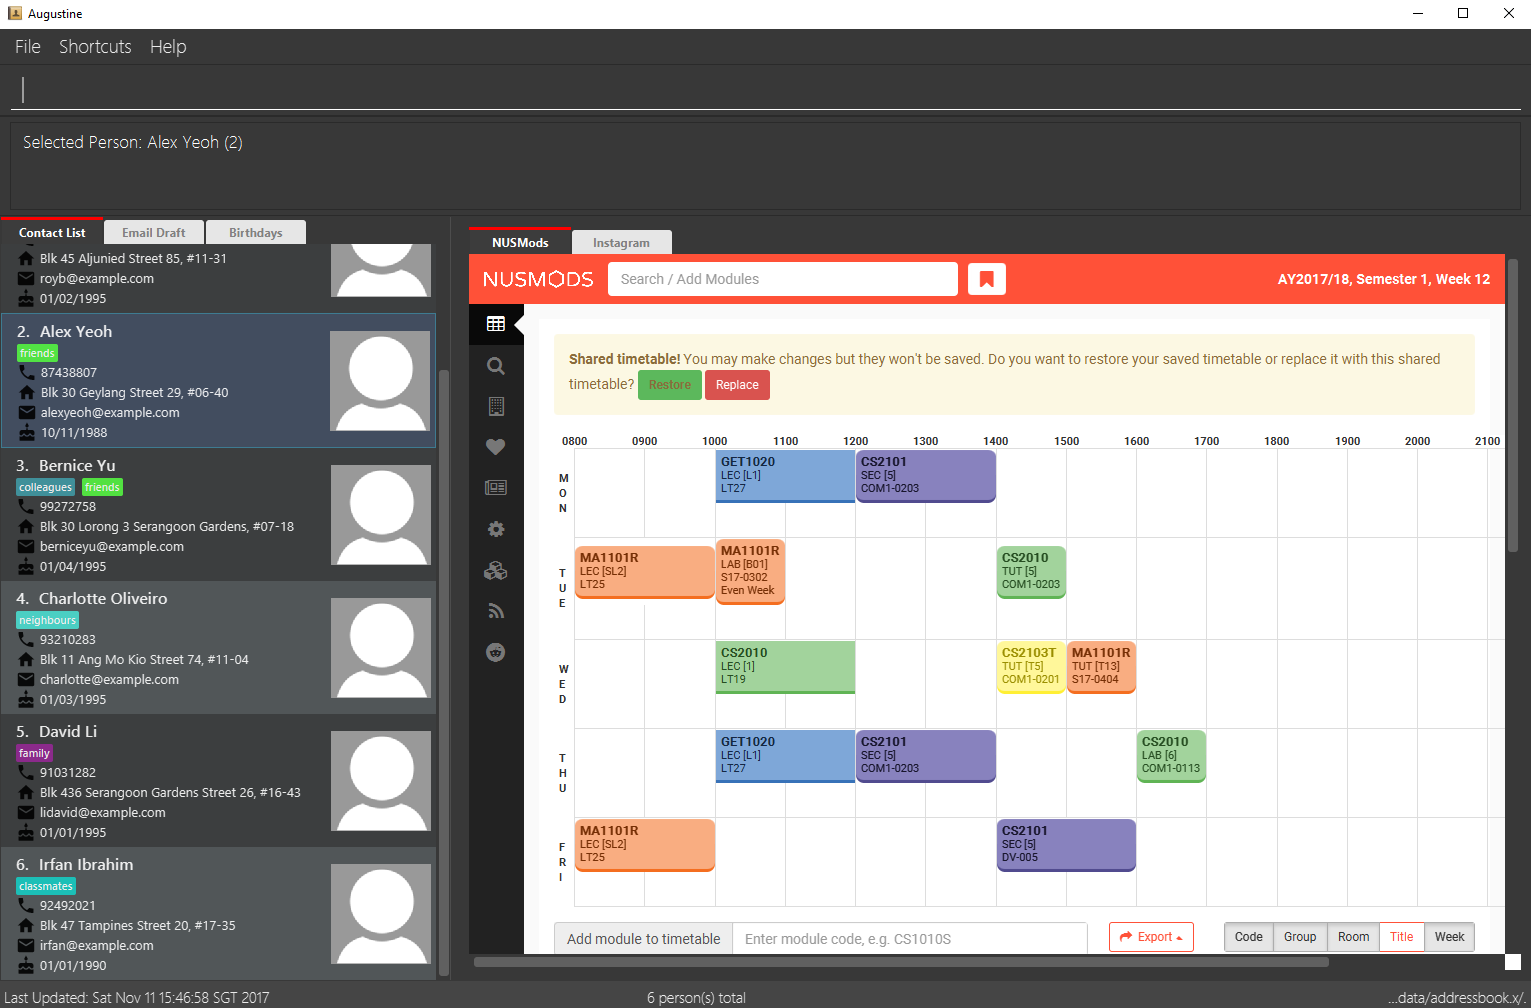 Augustine
File Shortcuts Help
Selected Person: Alex Yeoh (2)
Contact List Email Draft Birthdays
Blk 45 Aljunied Street 85, #11-31
royb@example.com
01/02/1995
2. Alex Yeoh
friends
87438807
Blk 30 Geylang Street 29, #06-40
alexyeoh@example.com
10/11/1988
3. Bernice Yu
colleagues friends
99272758
Blk 30 Lorong 3 Serangoon Gardens, #07-18
berniceyu@example.com
01/04/1995
4. Charlotte Oliveiro
neighbours
93210283
Blk 11 Ang Mo Kio Street 74, #11-04
charlotte@example.com
01/03/1995
5. David Li
family
91031282
Blk 436 Serangoon Gardens Street 26, #16-43
lidavid@example.com
01/01/1995
6. Irfan Ibrahim
classmates
92492021
Blk 47 Tampines Street 20, #17-35
irfan@example.com
01/01/1990
NUSMods Instagram
NUSMODS Search / Add Modules AY2017/18, Semester 1, Week 12
Shared timetable! You may make changes but they won't be saved. Do you want to restore your saved timetable or replace it with this shared
timetable? Restore Replace
0800 0900 1000 1100 1200 1300 1400 1500 1600 1700 1800 1900 2000 2100
MON
GET1020
LEC [L1]
LT27
CS2101
SEC [5]
COM1-0203
TUE
MA1101R
LEC [SL2]
LT25
MA1101R
LAB [B01]
S17-0302
Even Week
CS2010
TUT [5]
COM1-0203
WED
CS2010
LEC [1]
LT19
CS2103T
TUT [T5]
COM1-0201
MA1101R
TUT [T13]
S17-0404
THU
GET1020
LEC [L1]
LT27
CS2101
SEC [5]
COM1-0203
CS2010
LAB [6]
COM1-0113
FRI
MA1101R
LEC [SL2]
LT25
CS2101
SEC [5]
DV-005
Add module to timetable Enter module code, e.g. CS1010S Export Code Group Room Title Week
Last Updated: Sat Nov 11 15:46:58 SGT 2017 6 person(s) total ...data/addressbook.x/.